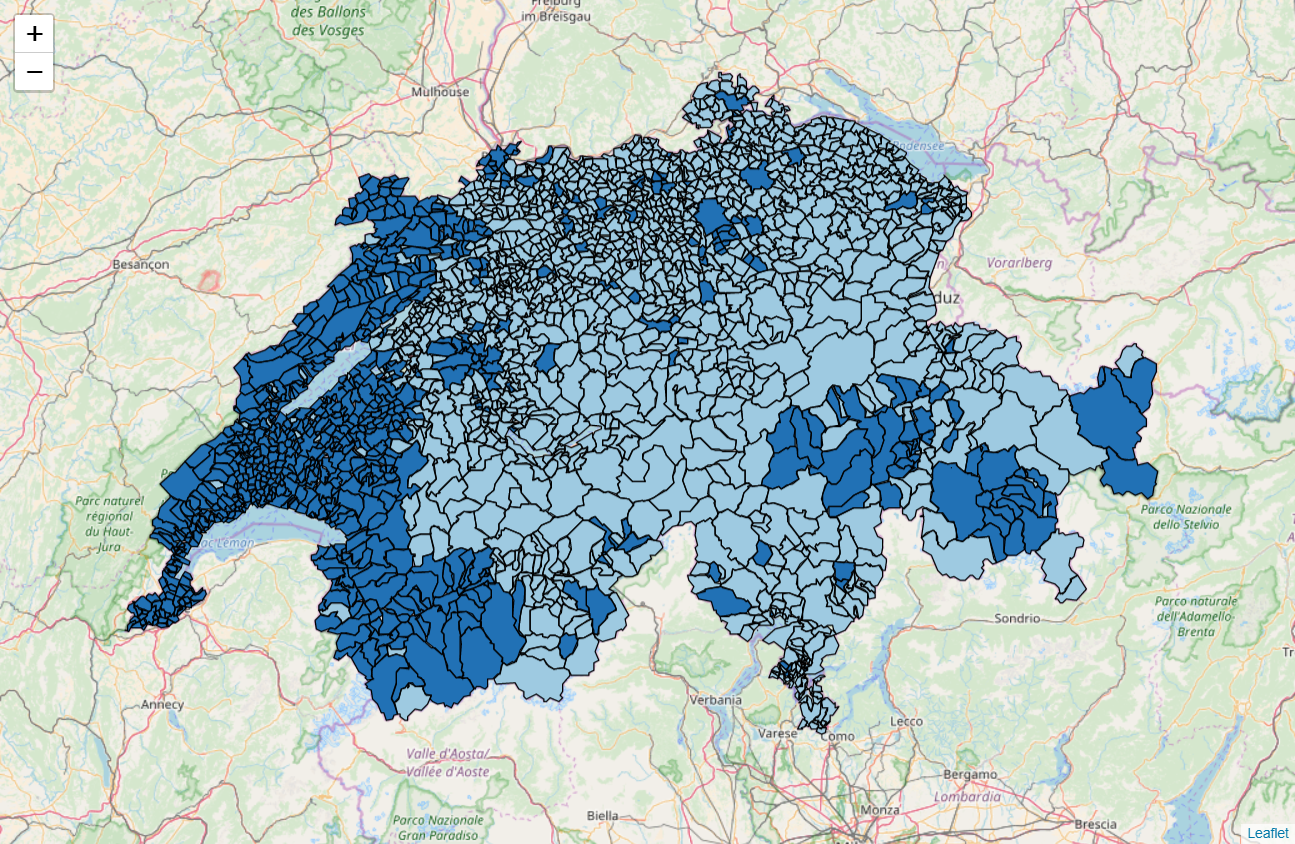 +
−
des Ballons
des Vosges
Freiburg
im Breisgau
Mulhouse
Bodensee
Besançon
Vorarlberg
duz
Parc naturel
régional
du Haut-
Jura
Lac Léman
Parco Nazionale
dello Stelvio
Sondrio
Parco naturale
dell'Adamello-
Brenta
Tr
Annecy
Verbania
Lecco
Varese
Como
Valle d'Aosta/
Vallée d'Aoste
Bergamo
Lombardia
Biella
Monza
Parco Nazionale
Gran Paradiso
Brescia
Leaflet